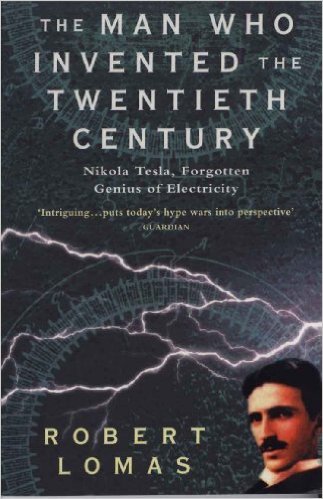 THE MAN WHO
INVENTED THE
TWENTIETH
CENTURY
Nikola Tesla, Forgotten
Genius of Electricity
'Intriguing...puts today's hype wars into perspective'
GUARDIAN
ROBERT
LOMAS